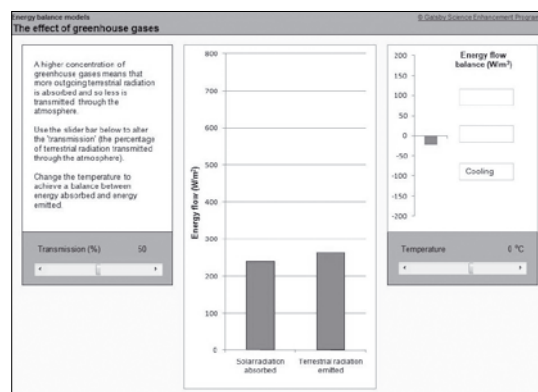 Energy balance models
© Gatsby Science Enhancement Program
The effect of greenhouse gases
A higher concentration of
greenhouse gases means that
more outgoing terrestrial radiation
is absorbed and so less is
transmitted through the
atmosphere.
Use the slider bar below to alter
the 'transmission' (the percentage
of terrestrial radiation transmitted
through the atmosphere).
Change the temperature to
achieve a balance between
energy absorbed and energy
emitted.
Transmission (%) 50
Energy flow (W/m²)
800
700
600
500
400
300
200
100
0
Solar radiation
absorbed
Terrestrial radiation
emitted
Energy flow
balance (W/m²)
200
150
100
50
0
-50
-100
-150
-200
Cooling
Temperature 6 °C